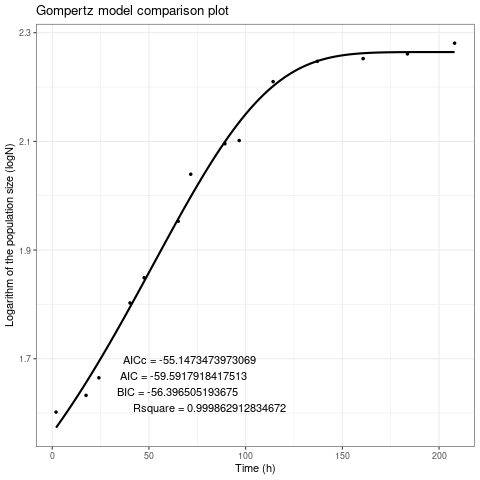 Gompertz model comparison plot
2.3
2.1
1.9
1.7
Logarithm of the population size (logN)
AICc = -55.1473473973069
AIC = -59.5917918417513
BIC = -56.396505193675
Rsquare = 0.999862912834672
0 50 100 150 200
Time (h)